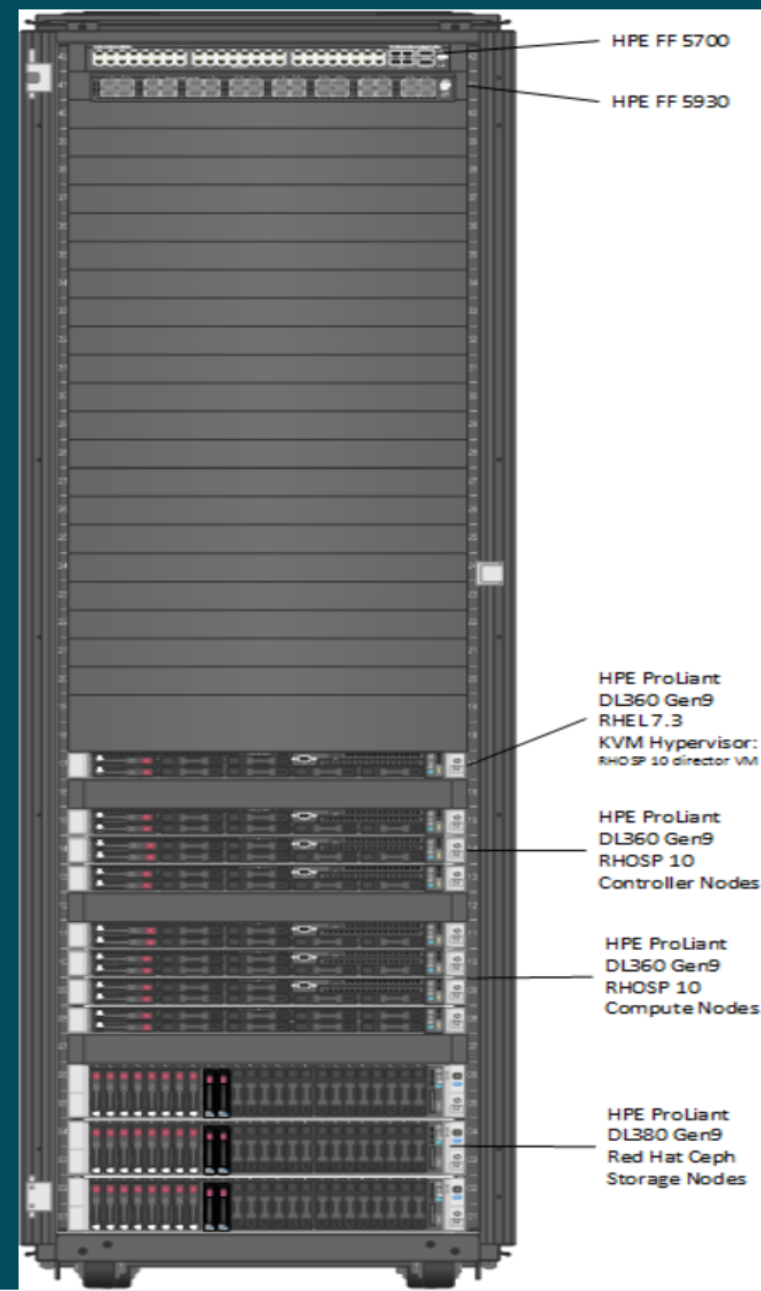 HPE FF 5700
HPE FF 5930
HPE ProLiant
DL360 Gen9
RHEL 7.3
KVM Hypervisor:
RHOSP 10 director VM
HPE ProLiant
DL360 Gen9
RHOSP 10
Controller Nodes
HPE ProLiant
DL360 Gen9
RHOSP 10
Compute Nodes
HPE ProLiant
DL380 Gen9
Red Hat Ceph
Storage Nodes